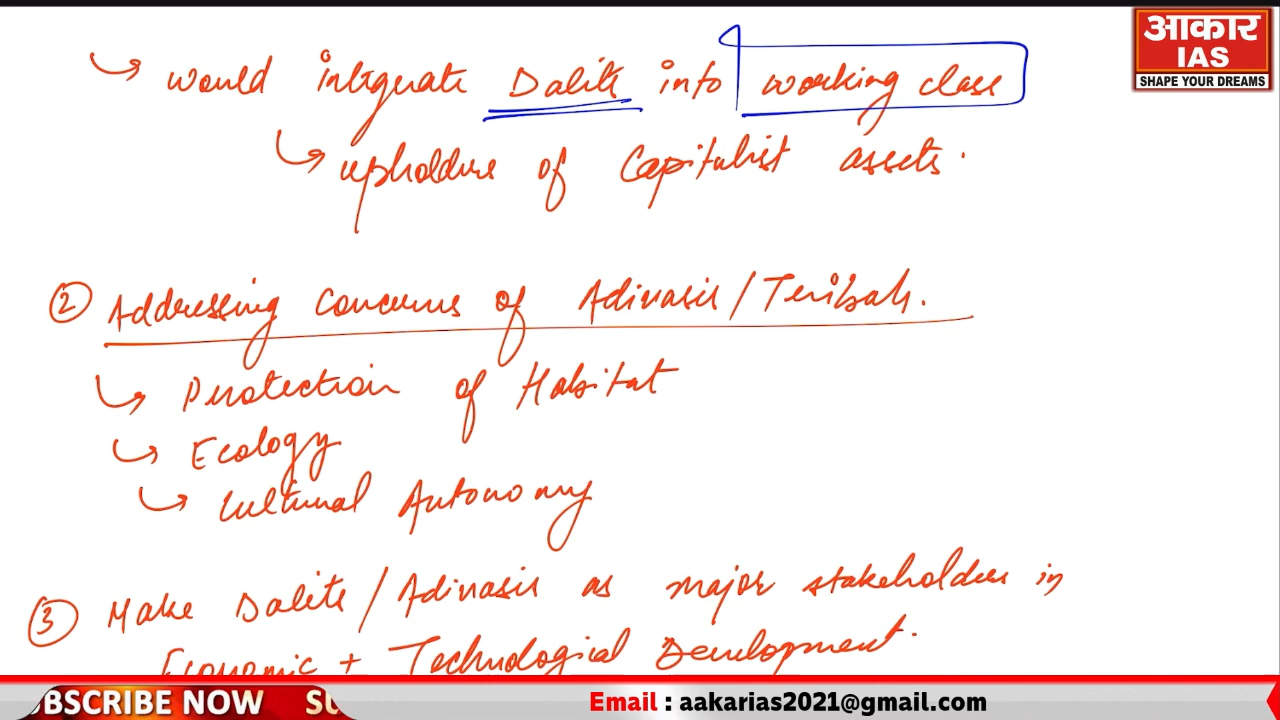 आकार
IAS
SHAPE YOUR DREAMS
would integrate Dalits into working class
upholders of Capitalist assets.
② Addressing concerns of Adivasis/Tribals.
Protection of Habitat
Ecology
Cultural Autonomy
③ Make Dalits/Adivasis as major stakeholders in
Economic + Technological Development.
BSCRIBE NOW SU
Email : aakarias2021@gmail.com